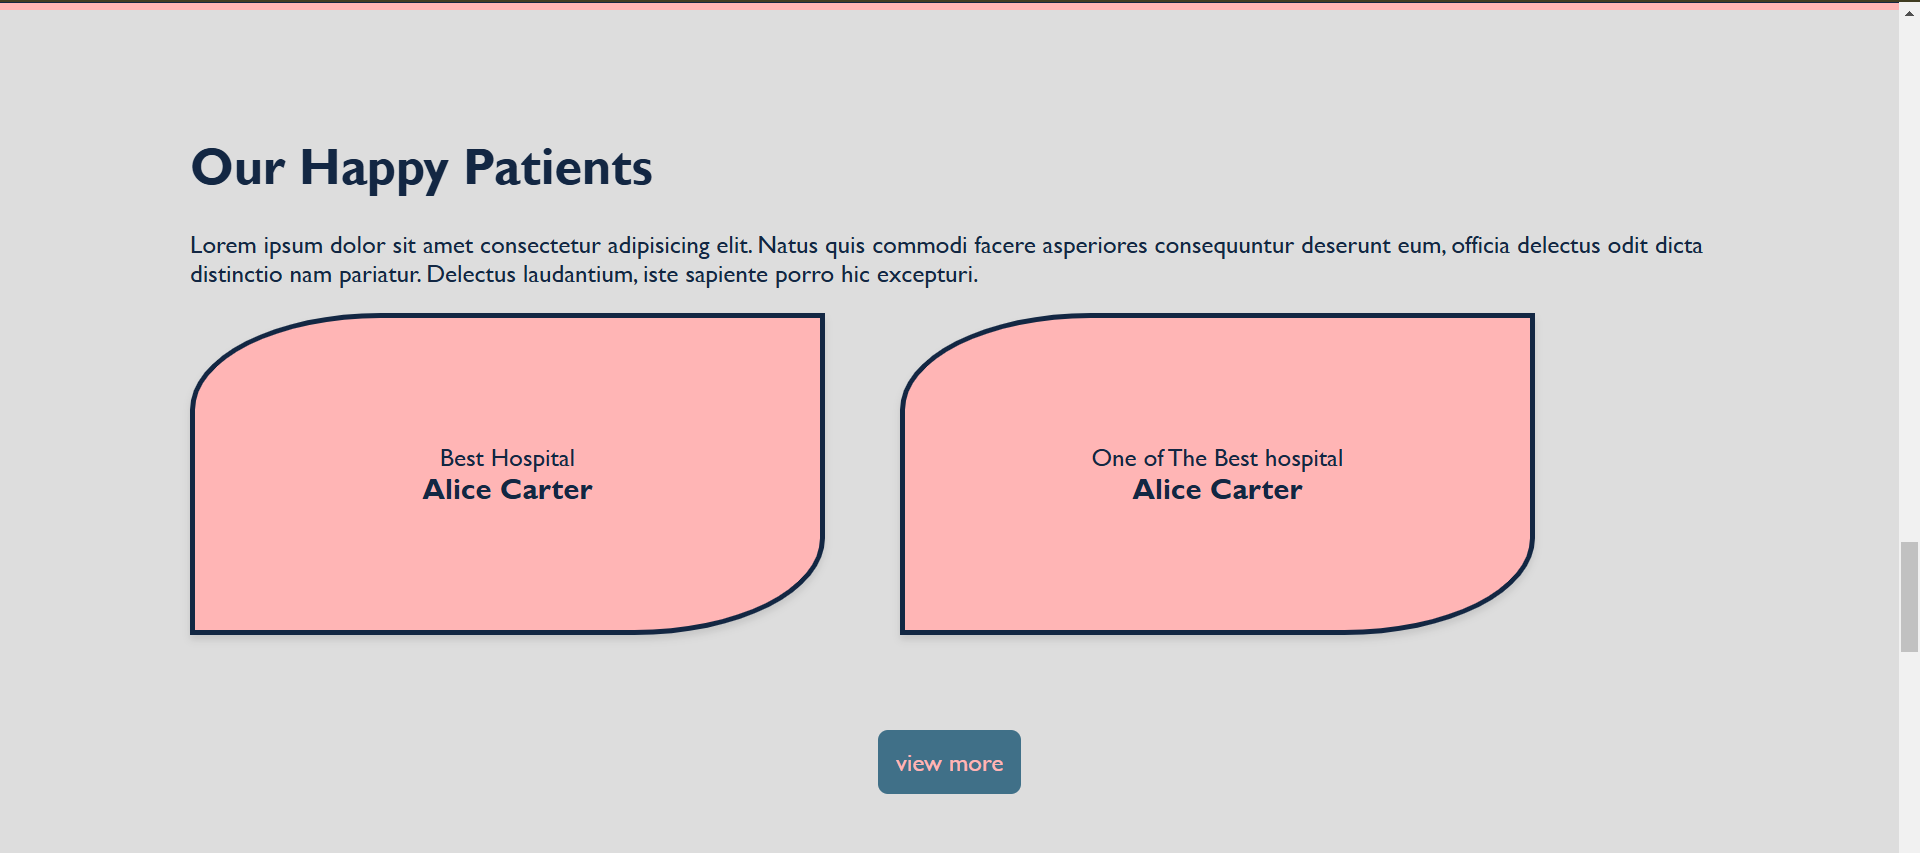 Our Happy Patients
Lorem ipsum dolor sit amet consectetur adipisicing elit. Natus quis commodi facere asperiores consequuntur deserunt eum, officia delectus odit dicta
distinctio nam pariatur. Delectus laudantium, iste sapiente porro hic excepturi.
Best Hospital
Alice Carter
One of The Best hospital
Alice Carter
view more